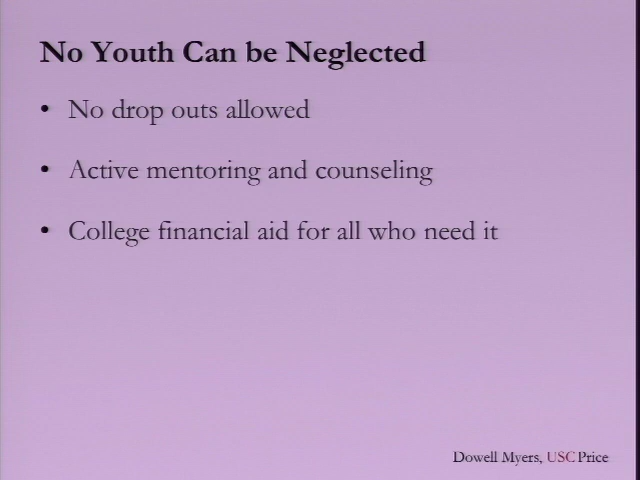 No Youth Can be Neglected
• No drop outs allowed
• Active mentoring and counseling
• College financial aid for all who need it
Dowell Myers, USC Price